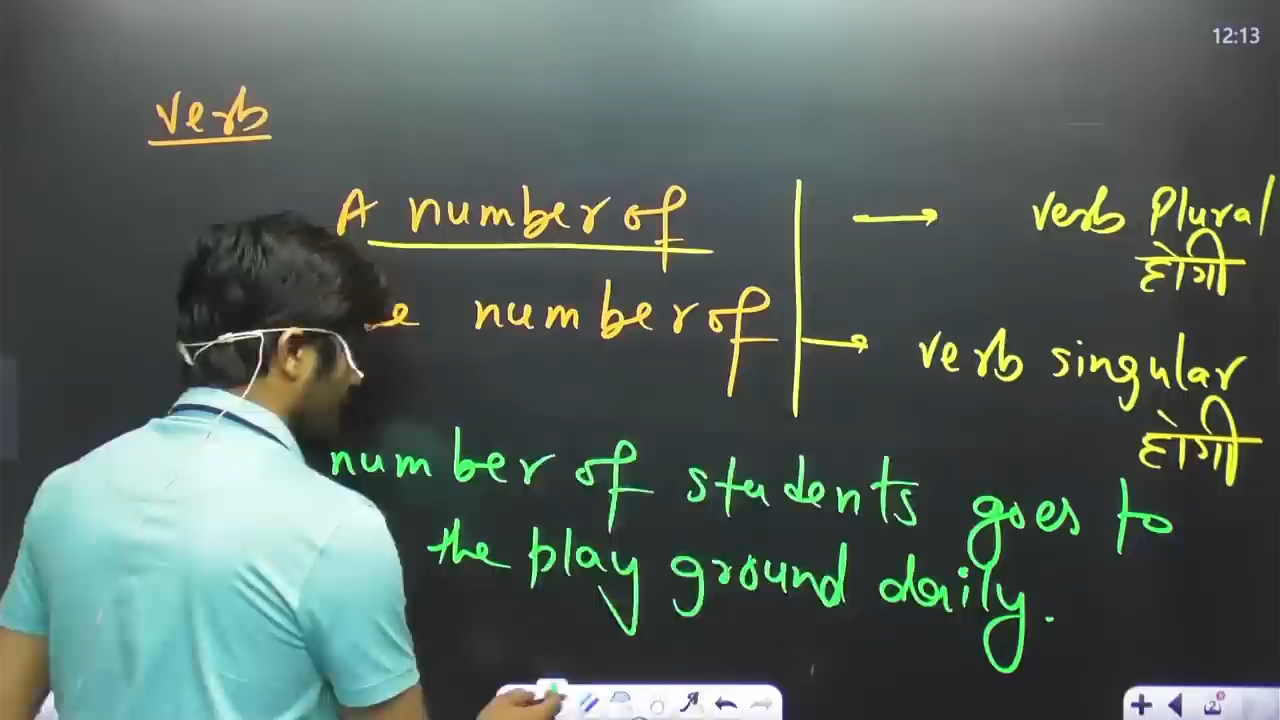 12:13
verb
A number of
verb Plural
होगी
e number of
verb singular
होगी
number of students goes to
the play ground daily.